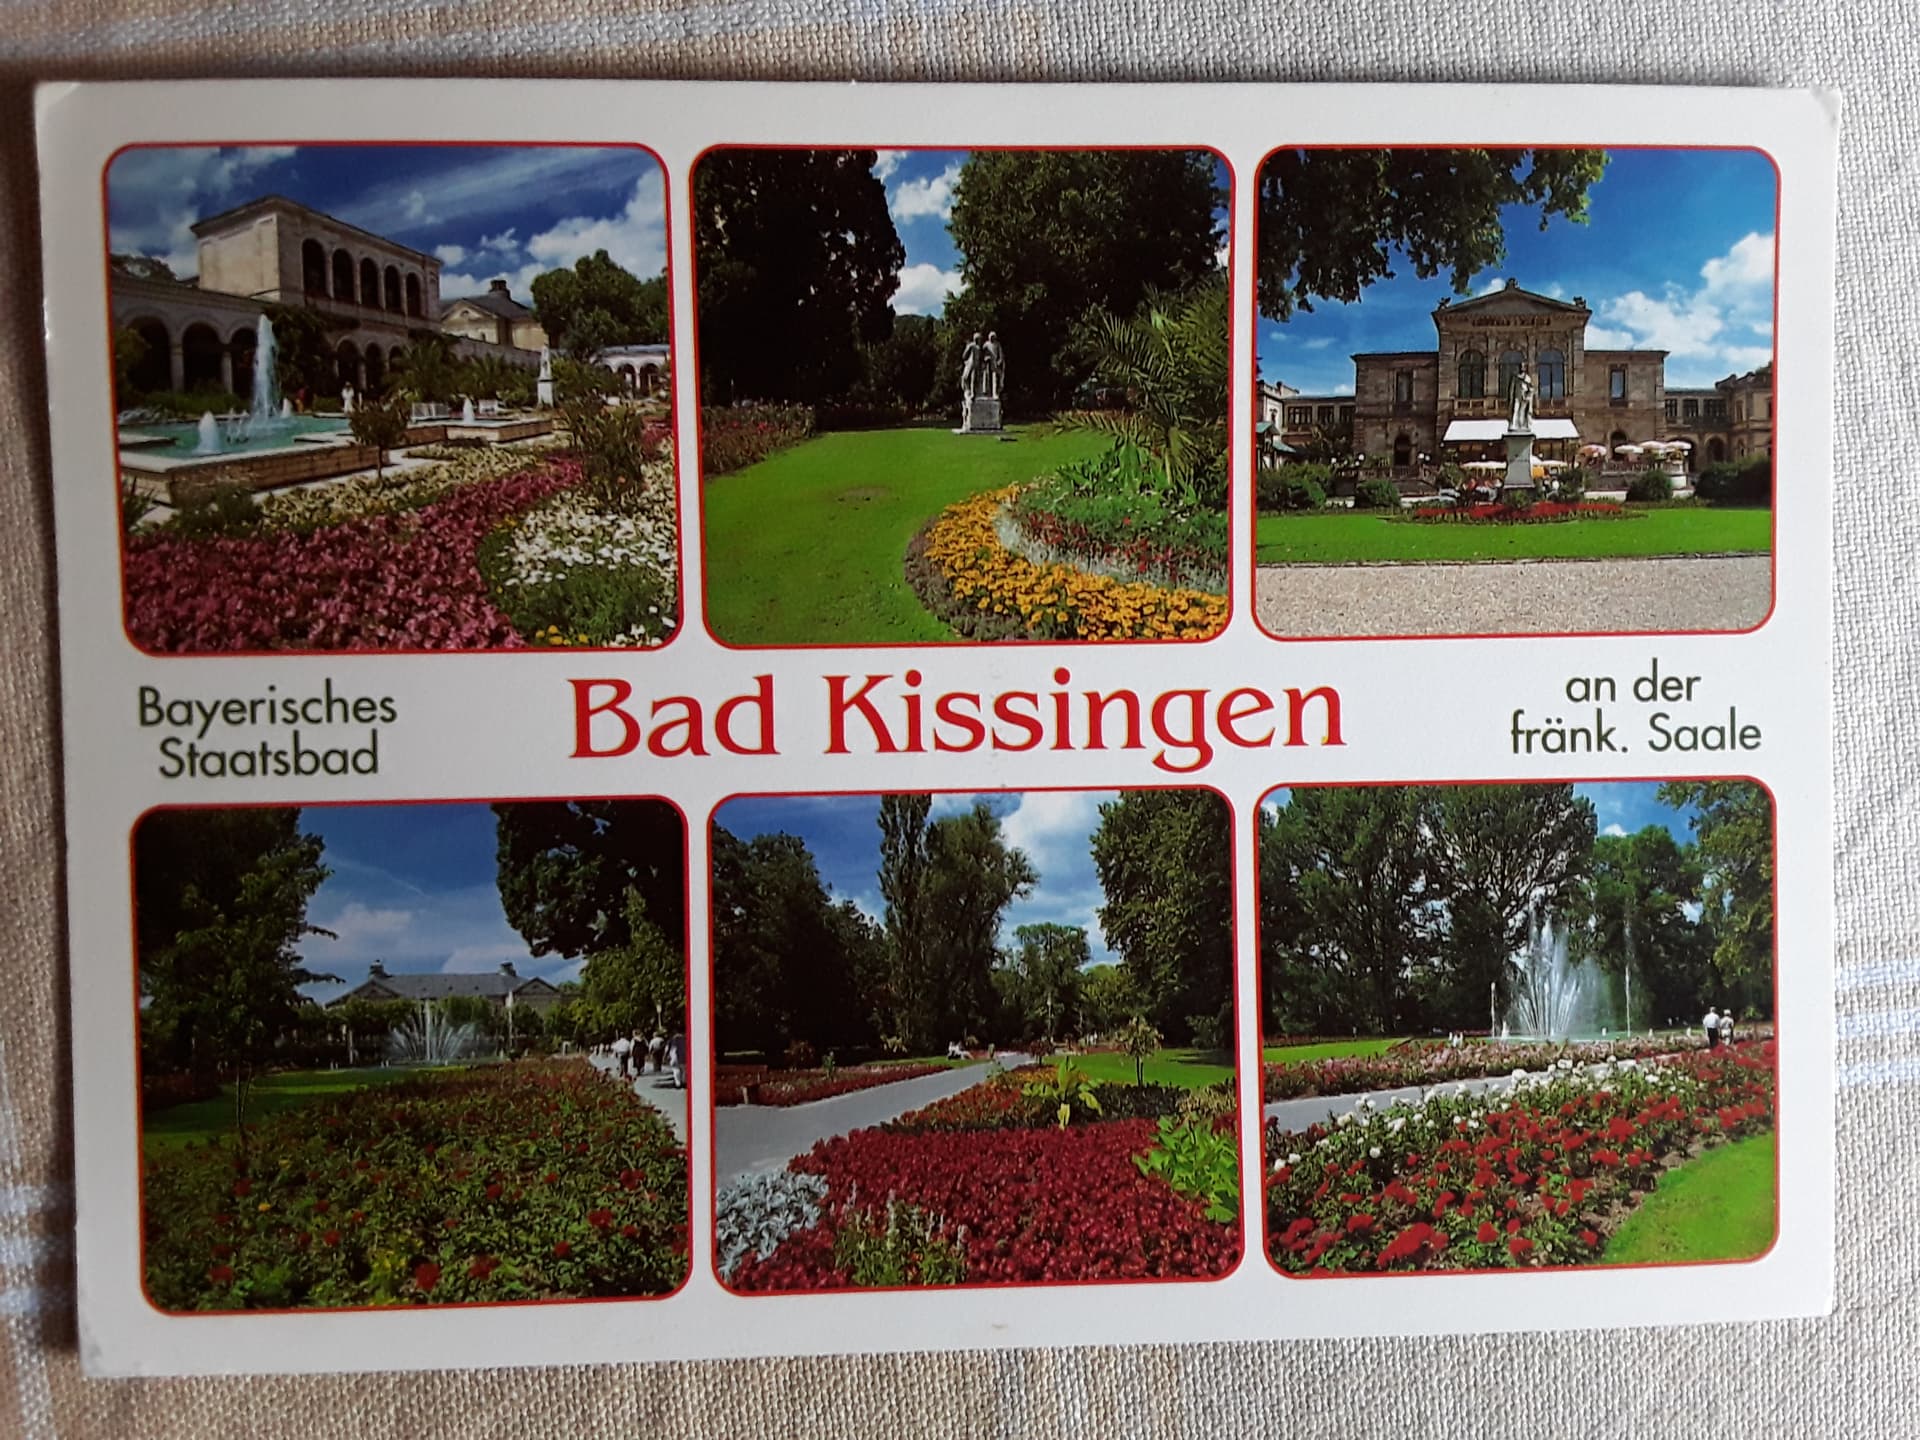 Bayerisches
Staatsbad
Bad Kissingen
an der
fränk. Saale